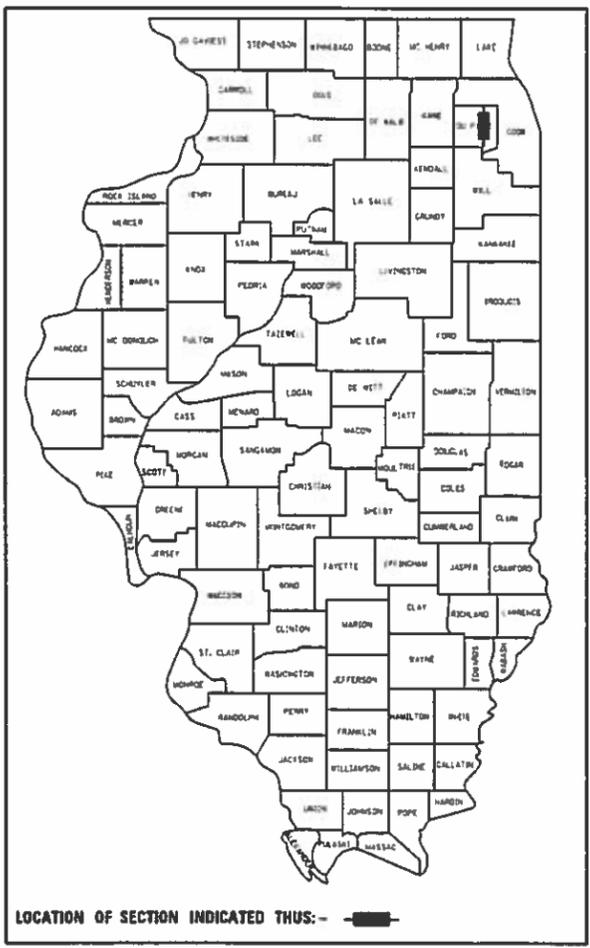 JO DAVIESS STEPHENSON WINNEBAGO BOONE MC HENRY LAKE
CARROLL OGLE DE KALB KANE DU P COOK
WHITESIDE LEE
KENDALL WILL
ROCK ISLAND HENRY BUREAU LA SALLE GRUNDY
MERCER PUTNAM KANKAKEE
STARK MARSHALL
HENDERSON WARREN KNOX PEORIA WOODFORD LIVINGSTON
IROQUOIS
HANCOCK MC DONOUGH FULTON TAZEWELL MC LEAN FORD
SCHUYLER MASON LOGAN DE WITT CHAMPAIGN VERMILION
ADAMS BROWN CASS MENARD MACON PIATT
PIKE SCOTT MORGAN SANGAMON MOULTRIE DOUGLAS EDGAR
CHRISTIAN COLES
CALHOUN GREENE MACOUPIN MONTGOMERY SHELBY CUMBERLAND CLARK
JERSEY
MADISON BOND FAYETTE EFFINGHAM JASPER CRAWFORD
CLINTON MARION CLAY RICHLAND LAWRENCE
ST. CLAIR WASHINGTON JEFFERSON WAYNE EDWARDS WABASH
MONROE
RANDOLPH PERRY FRANKLIN HAMILTON WHITE
JACKSON WILLIAMSON SALINE GALLATIN
UNION JOHNSON POPE HARDIN
ALEXANDER PULASKI MASSAC
LOCATION OF SECTION INDICATED THUS:-